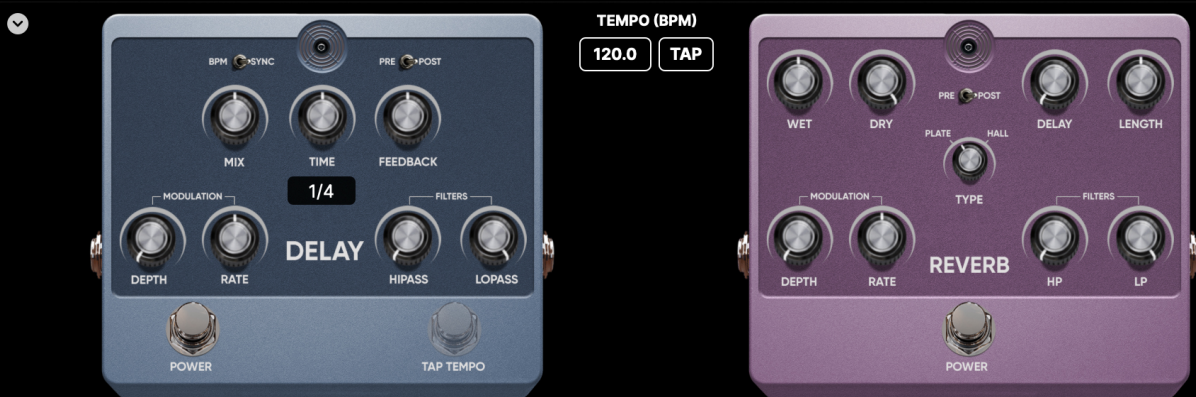 TEMPO (BPM)
120.0 TAP
BPM SYNC PRE POST
MIX TIME FEEDBACK
1/4
MODULATION FILTERS
DELAY
DEPTH RATE HIPASS LOPASS
POWER TAP TEMPO
WET DRY PRE POST DELAY LENGTH
PLATE HALL
TYPE
MODULATION FILTERS
REVERB
DEPTH RATE HP LP
POWER